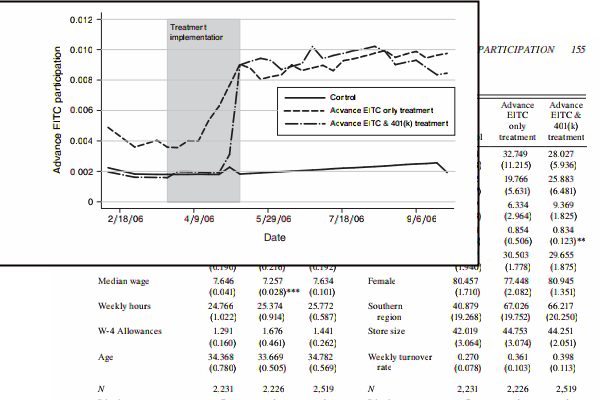 0.012
0.010
0.008
0.006
0.004
0.002
0
Advance EITC participation
Treatment
implementation
Control
Advance EITC only treatment
Advance EITC & 401(k) treatment
2/18/06 4/9/06 5/29/06 7/18/06 9/6/06
Date
PARTICIPATION 155
Advance Advance
EITC EITC &
only 401(k)
treatment treatment
32.749 28.027
(11.215) (5.936)
19.766 25.883
(5.631) (6.481)
6.334 9.369
(2.964) (1.825)
0.854 0.834
(0.506) (0.123)**
30.503 29.655
(1.778) (1.875)
Median wage 7.646 7.257 7.634 Female 80.457 77.448 80.945
(0.041) (0.028)*** (0.101) (1.710) (2.082) (1.351)
Weekly hours 24.766 25.374 25.772 Southern 40.879 67.026 66.217
(1.022) (0.914) (0.587) region (19.268) (19.752) (20.250)
W-4 Allowances 1.291 1.676 1.441 Store size 42.019 44.753 44.251
(0.160) (0.461) (0.262) (3.064) (2.074) (2.051)
Age 34.368 33.669 34.782 Weekly turnover 0.270 0.361 0.398
(0.780) (0.505) (0.569) rate (0.078) (0.103) (0.113)
N 2,231 2,226 2,519 N 2,231 2,226 2,519